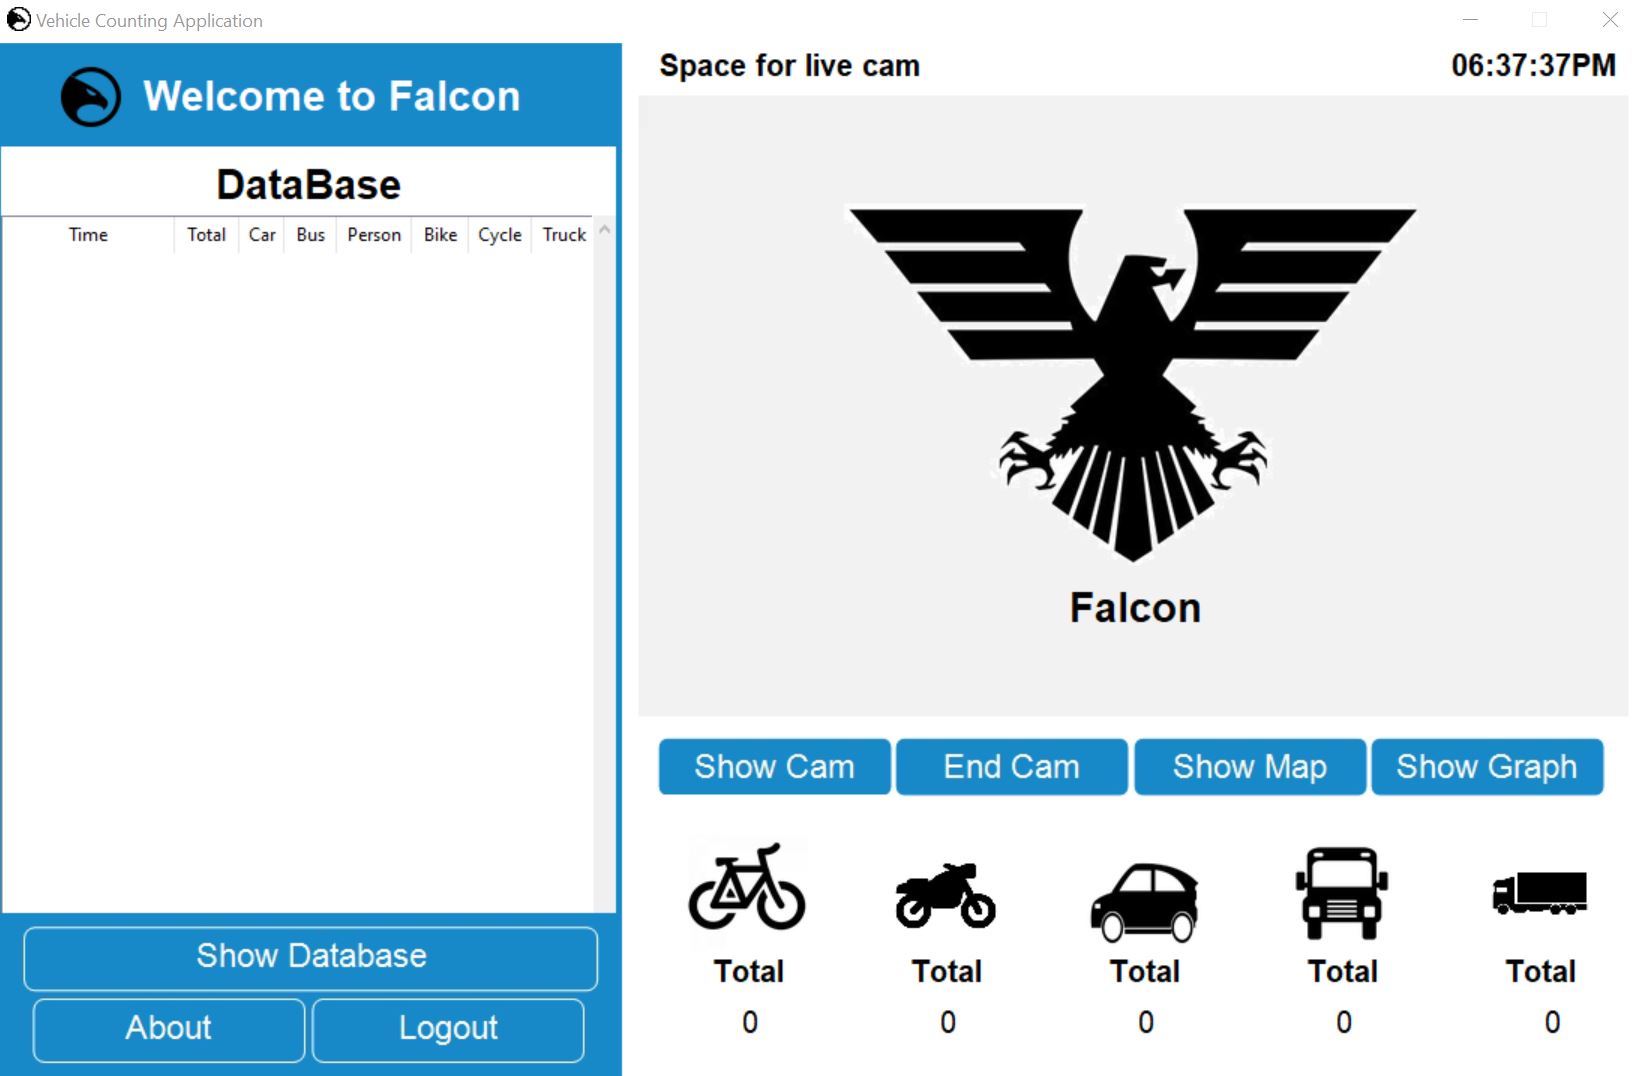 Vehicle Counting Application
Welcome to Falcon
DataBase
Time Total Car Bus Person Bike Cycle Truck
Show Database
About Logout
Space for live cam 06:37:37PM
Falcon
Show Cam End Cam Show Map Show Graph
Total Total Total Total Total
0 0 0 0 0